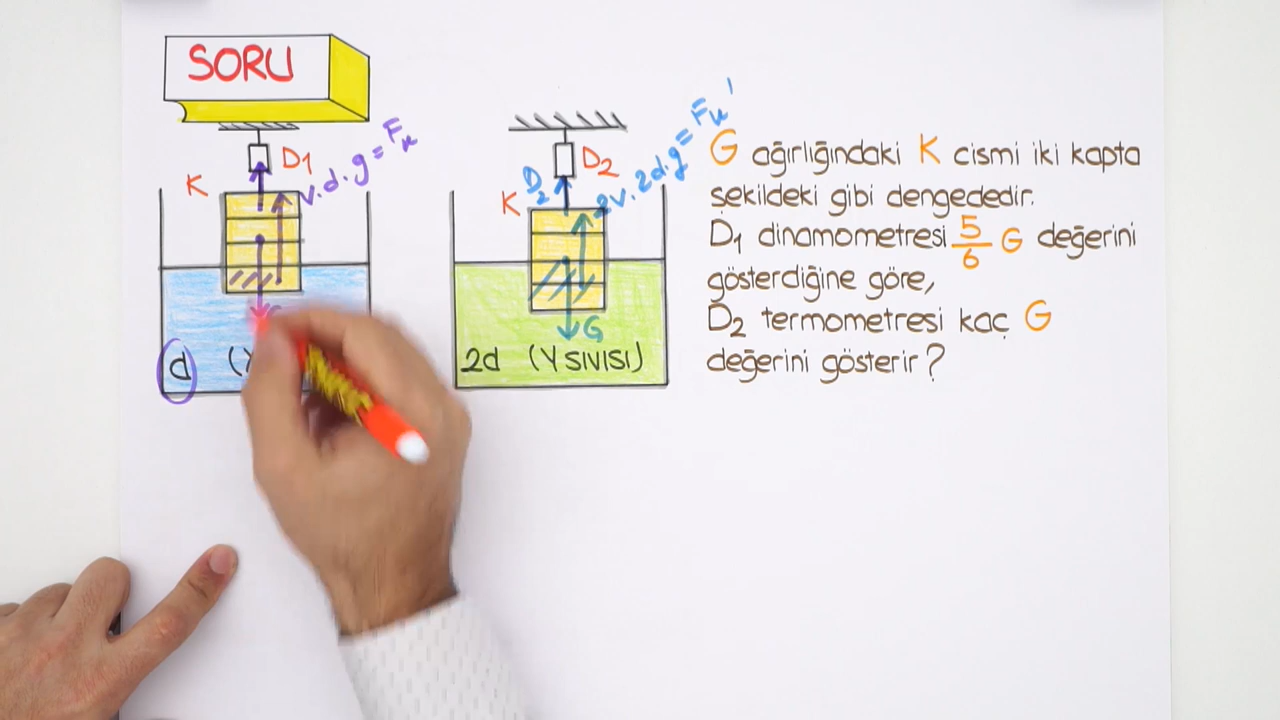 SORU
D1
K
V.d.g = Fk
d
(X
D2
K
D2
2V.2d.g = Fk'
G
2d (Y SIVISI)
G ağırlığındaki K cismi iki kapta
şekildeki gibi dengededir.
D1 dinamometresi 5/6 G değerini
gösterdiğine göre,
D2 termometresi kaç G
değerini gösterir?